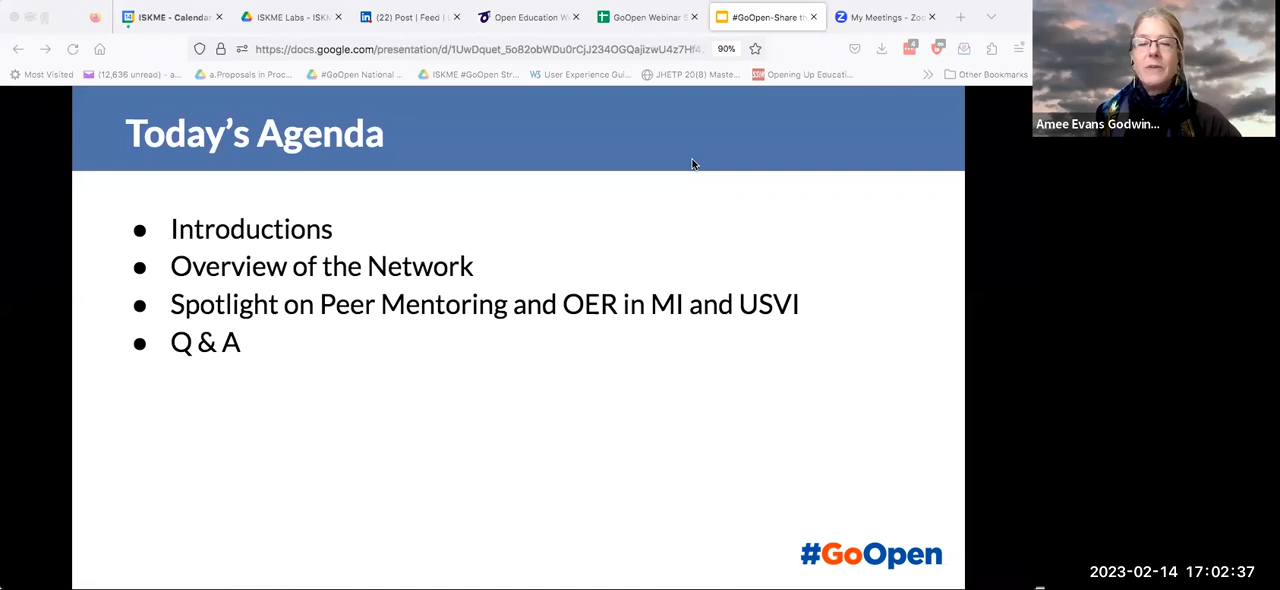 ISKME - Calendar
ISKME Labs - ISKM
(22) Post | Feed | L
Open Education W
GoOpen Webinar S
#GoOpen-Share th
My Meetings - Zoo
https://docs.google.com/presentation/d/1UwDquet_5o82obWDu0rCjJ234OGQajizwU4z7Hf4
90%
Most Visited
(12,636 unread) - a...
a.Proposals in Proc...
#GoOpen National ...
ISKME #GoOpen Str...
User Experience Gui...
JHETP 20(8) Maste...
Opening Up Educati...
Other Bookmarks
Amee Evans Godwin...
Today's Agenda
● Introductions
● Overview of the Network
● Spotlight on Peer Mentoring and OER in MI and USVI
● Q & A
#GoOpen
2023-02-14 17:02:37